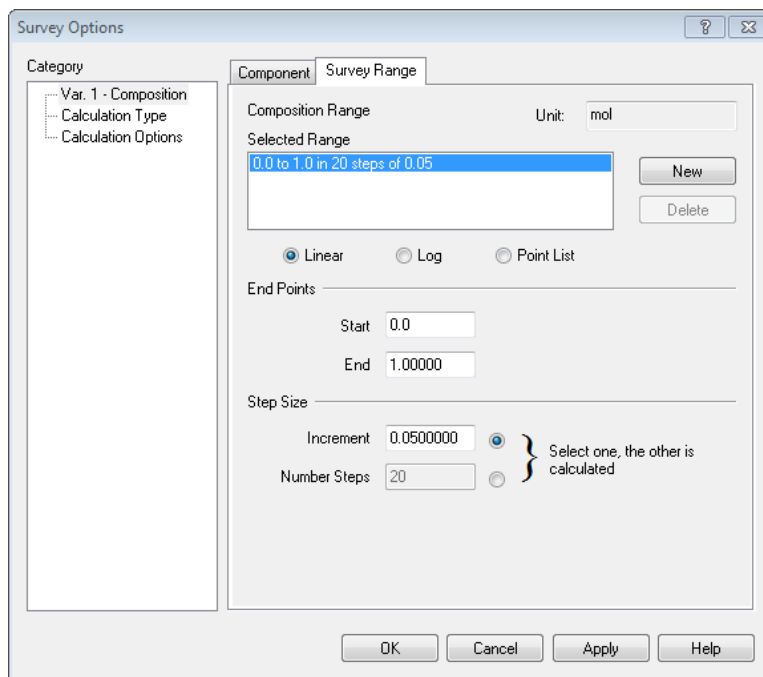 Survey Options
Category
Var. 1 - Composition
Calculation Type
Calculation Options
Component
Survey Range
Composition Range
Unit:
mol
Selected Range
0.0 to 1.0 in 20 steps of 0.05
New
Delete
Linear
Log
Point List
End Points
Start
0.0
End
1.00000
Step Size
Increment
0.0500000
Number Steps
20
Select one, the other is
calculated
OK
Cancel
Apply
Help